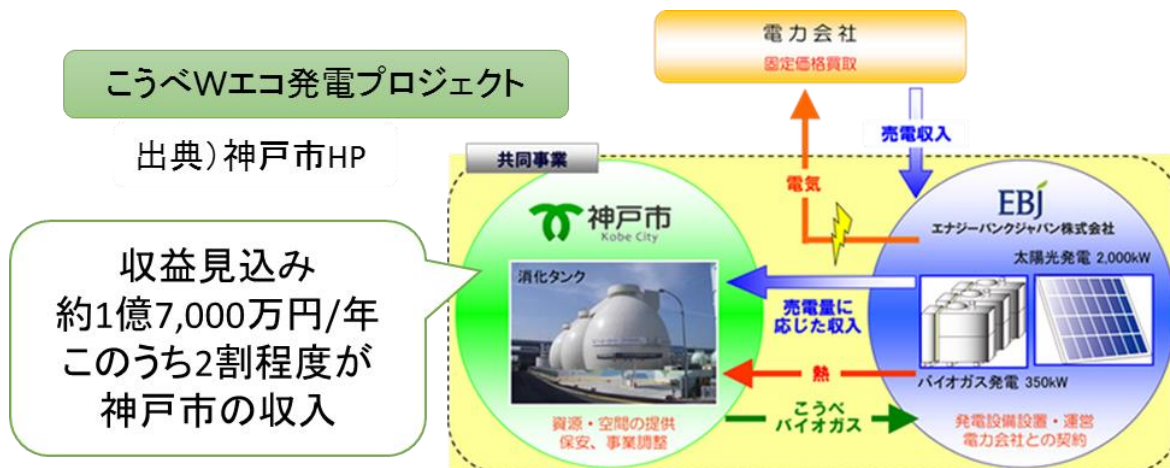 こうべWエコ発電プロジェクト
出典)神戸市HP
収益見込み
約1億7,000万円/年
このうち2割程度が
神戸市の収入
電力会社
固定価格買取
売電収入
電気
共同事業
神戸市
Kobe City
消化タンク
資源・空間の提供
保安、事業調整
売電量に
応じた収入
熱
こうべ
バイオガス
EBJ
エナジーバンクジャパン株式会社
太陽光発電 2,000kW
バイオガス発電 350kW
発電設備設置・運営
電力会社との契約